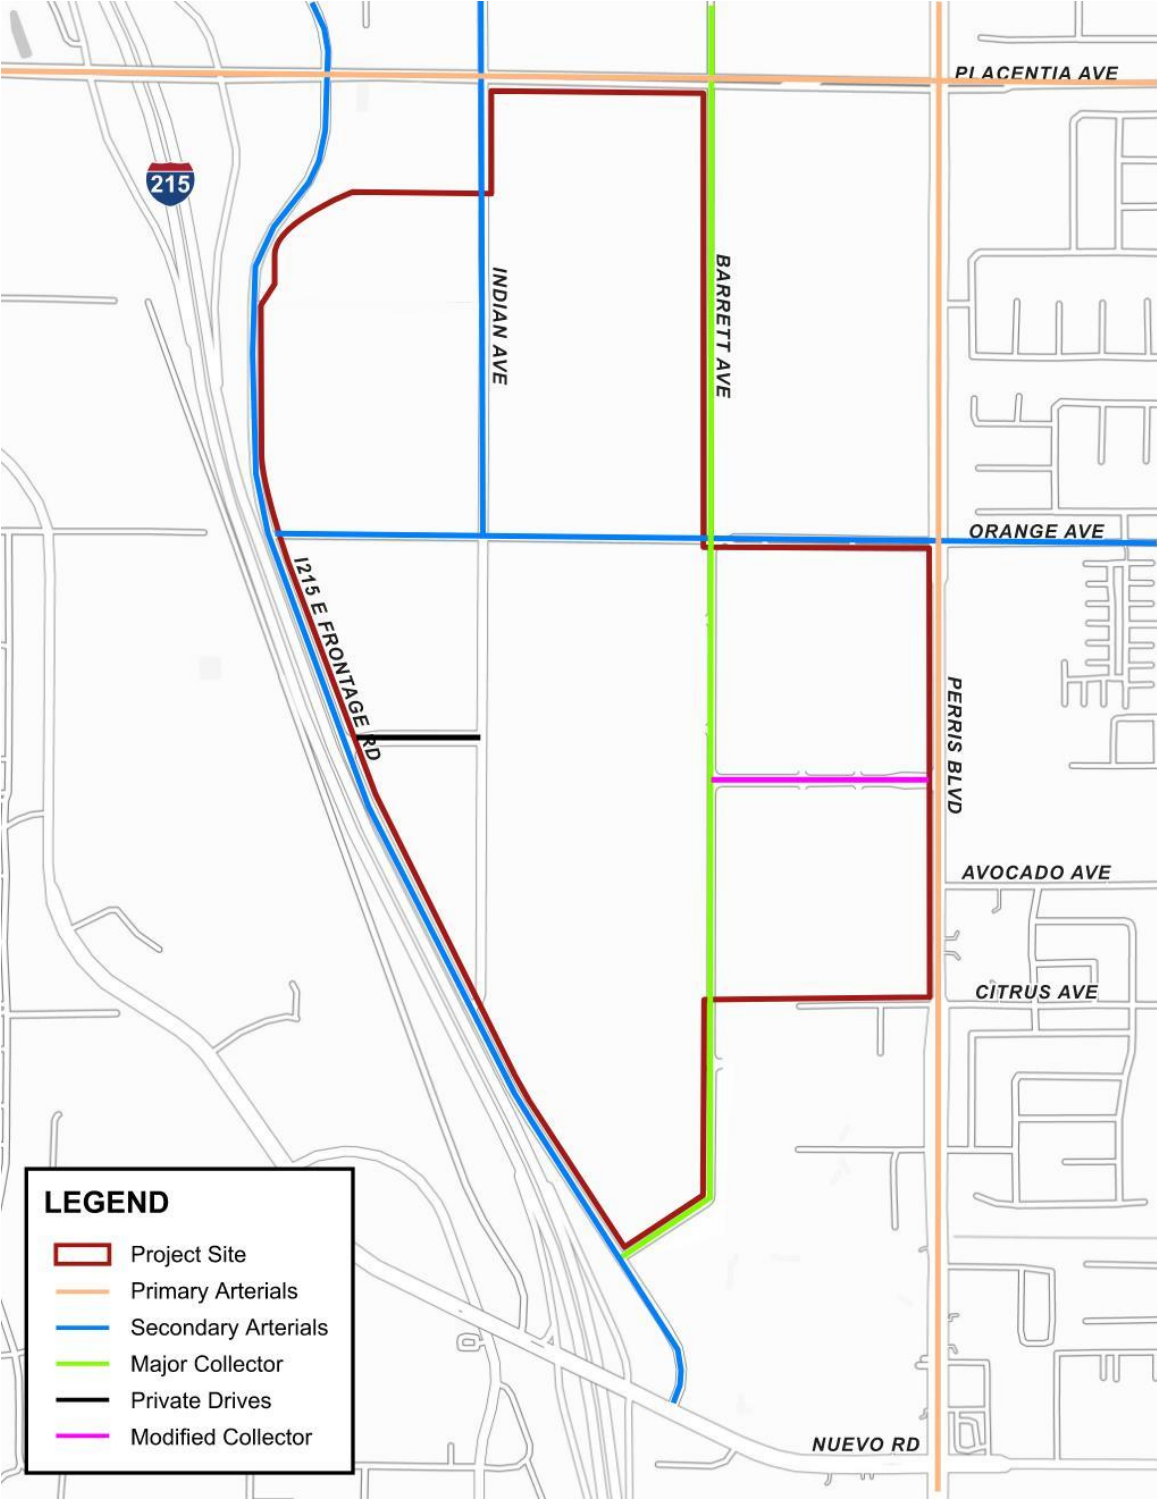 PLACENTIA AVE
215
INDIAN AVE
BARRETT AVE
ORANGE AVE
I215 E FRONTAGE RD
PERRIS BLVD
AVOCADO AVE
CITRUS AVE
LEGEND
Project Site
Primary Arterials
Secondary Arterials
Major Collector
Private Drives
Modified Collector
NUEVO RD